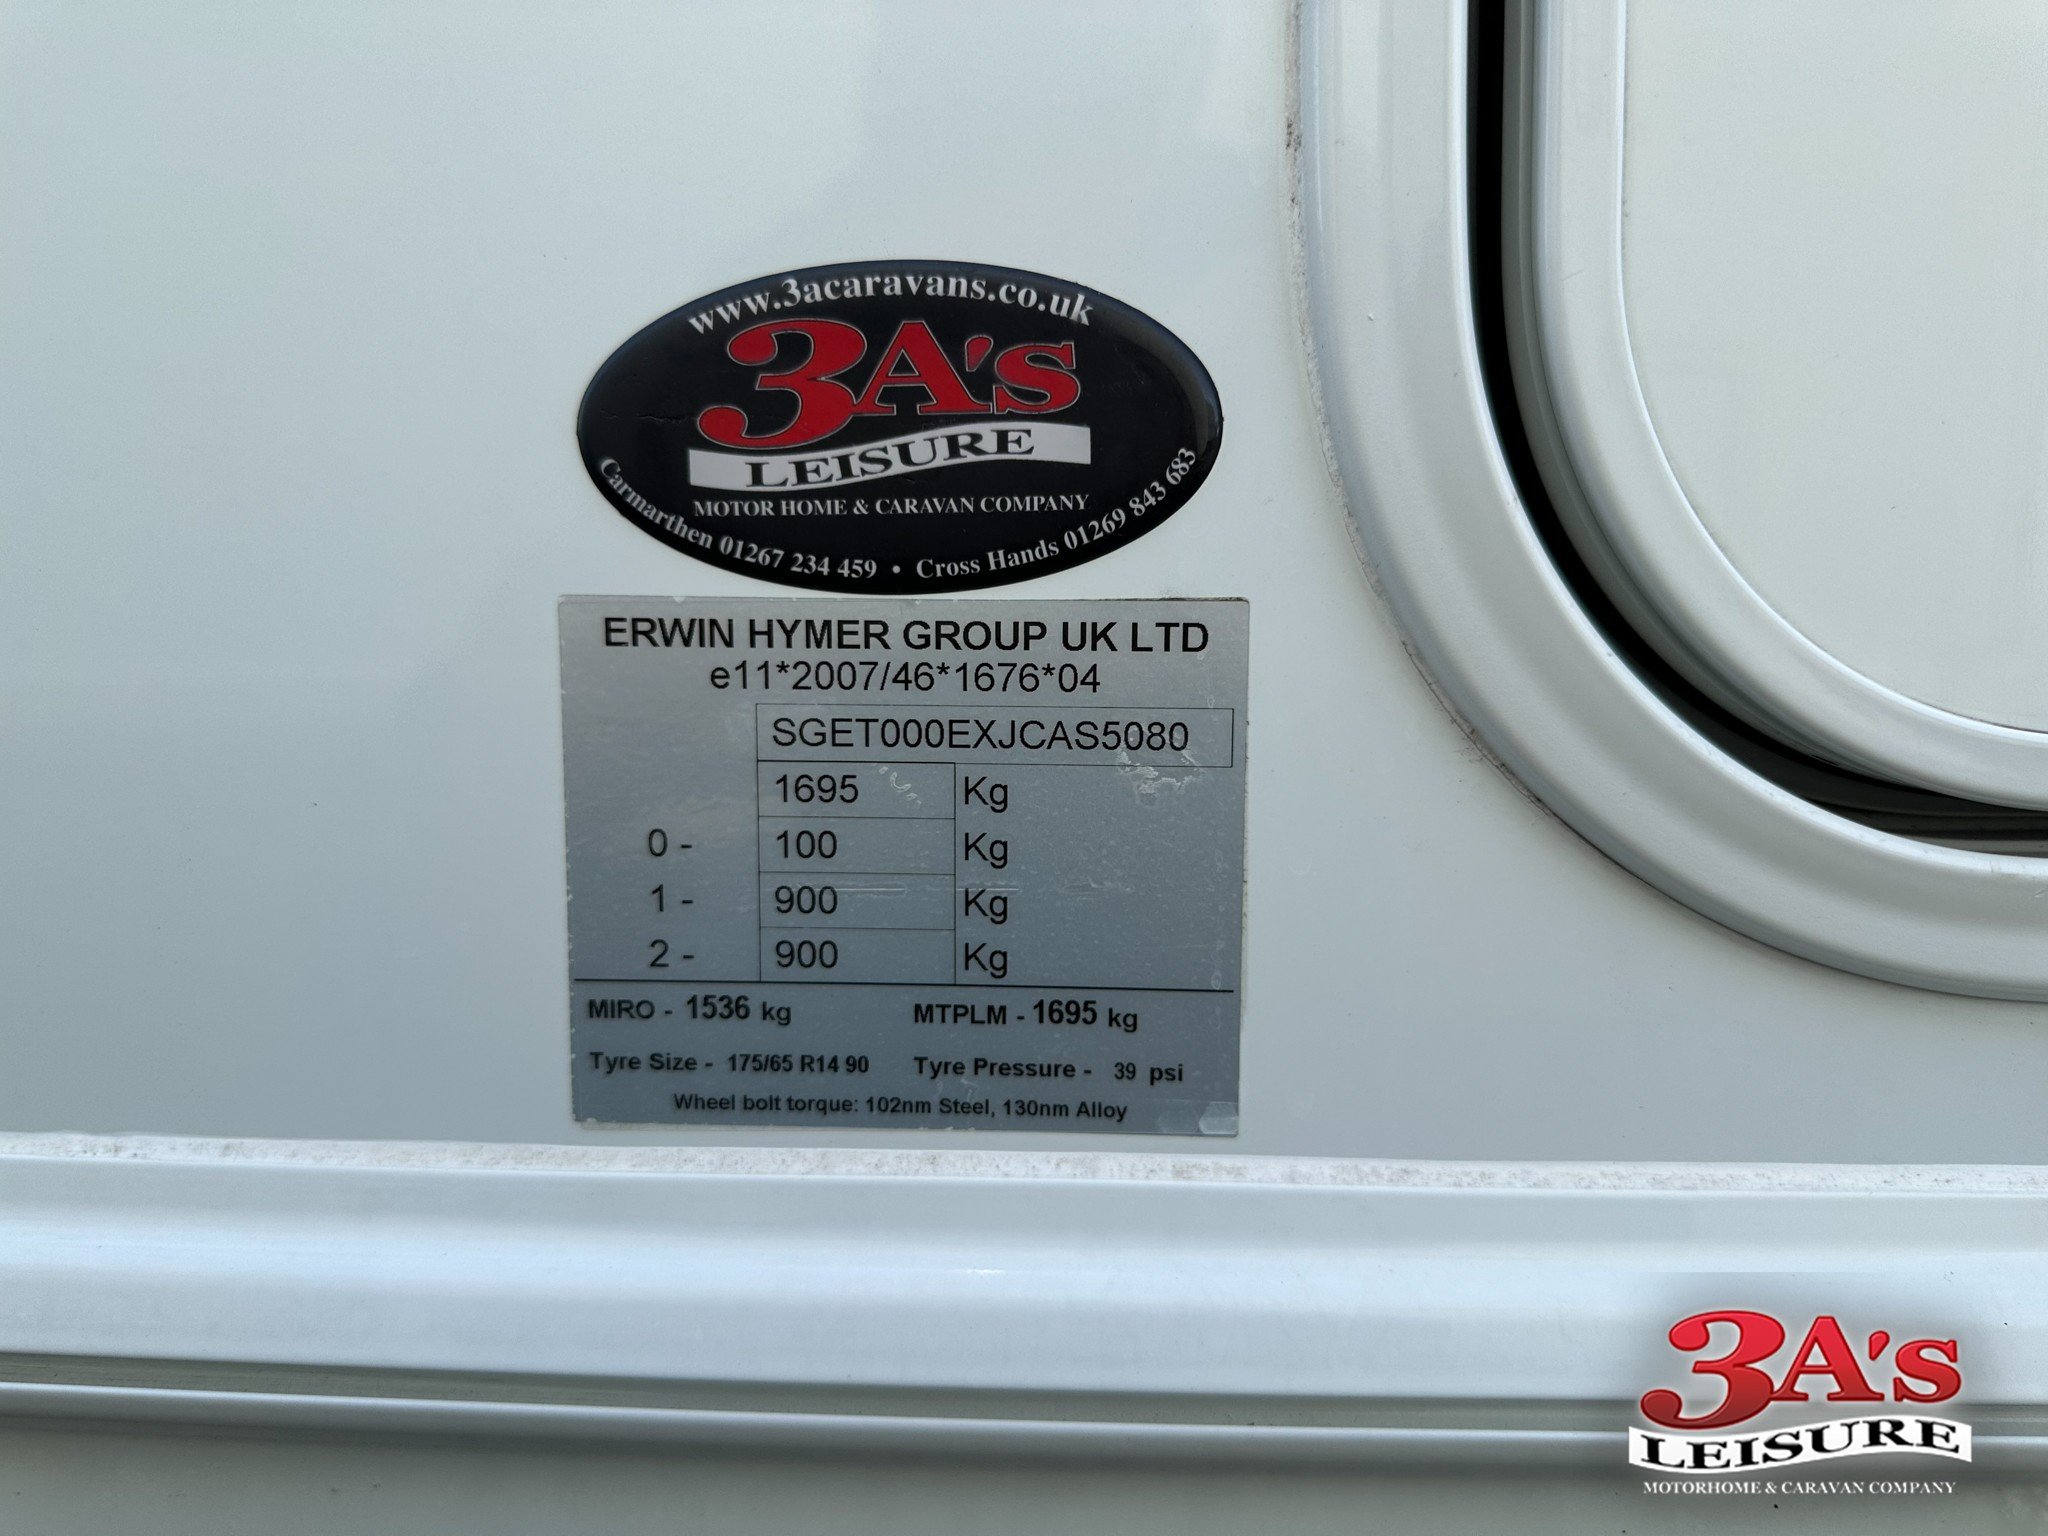 www.3acaravans.co.uk
3A's
LEISURE
MOTOR HOME & CARAVAN COMPANY
Carmarthen 01267 234 459 • Cross Hands 01269 843 683
ERWIN HYMER GROUP UK LTD
e11*2007/46*1676*04
SGET000EXJCAS5080
1695 Kg
0 - 100 Kg
1 - 900 Kg
2 - 900 Kg
MIRO - 1536 kg MTPLM - 1695 kg
Tyre Size - 175/65 R14 90 Tyre Pressure - 39 psi
Wheel bolt torque: 102nm Steel, 130nm Alloy
3A's
LEISURE
MOTORHOME & CARAVAN COMPANY